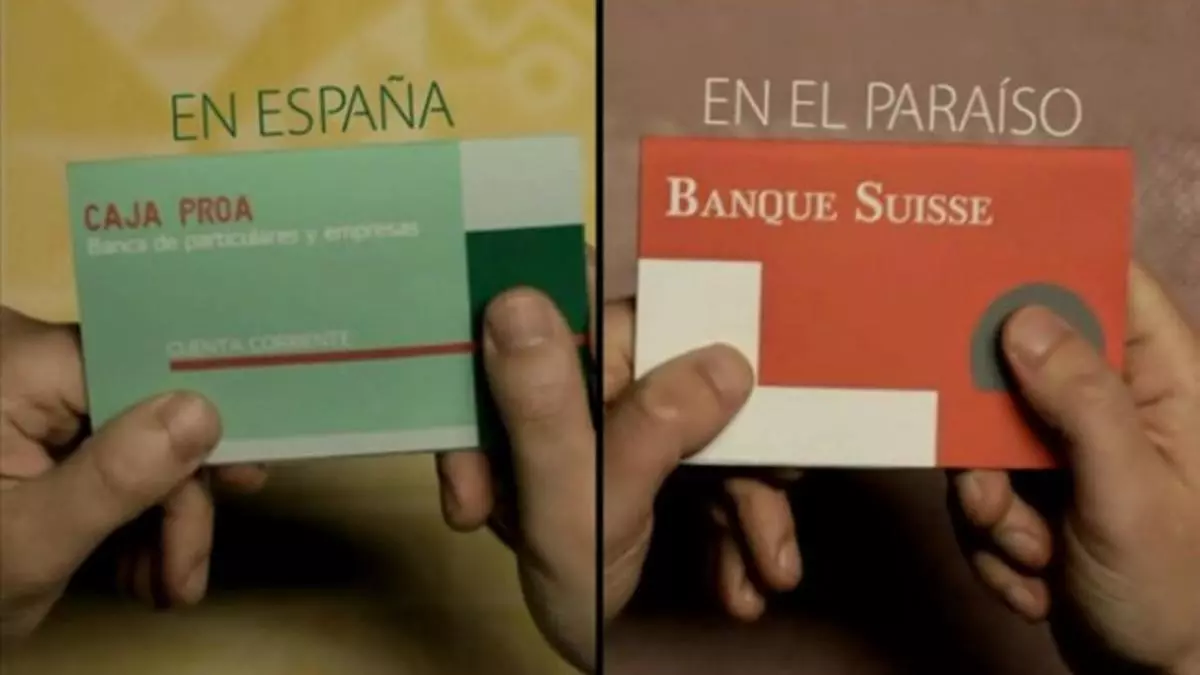 EN ESPAÑA
CAJA PROA
Banca de particulares y empresas
CUENTA CORRIENTE
EN EL PARAÍSO
BANQUE SUISSE